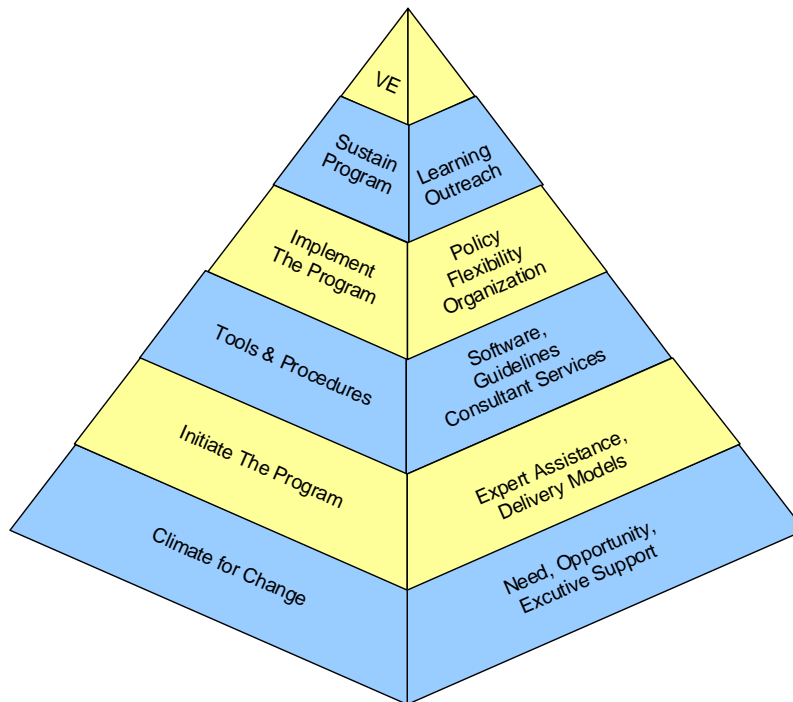 VE
Sustain
Program
Learning
Outreach
Implement
The Program
Policy
Flexibility
Organization
Tools & Procedures
Software,
Guidelines
Consultant Services
Initiate The Program
Expert Assistance,
Delivery Models
Climate for Change
Need, Opportunity,
Excutive Support